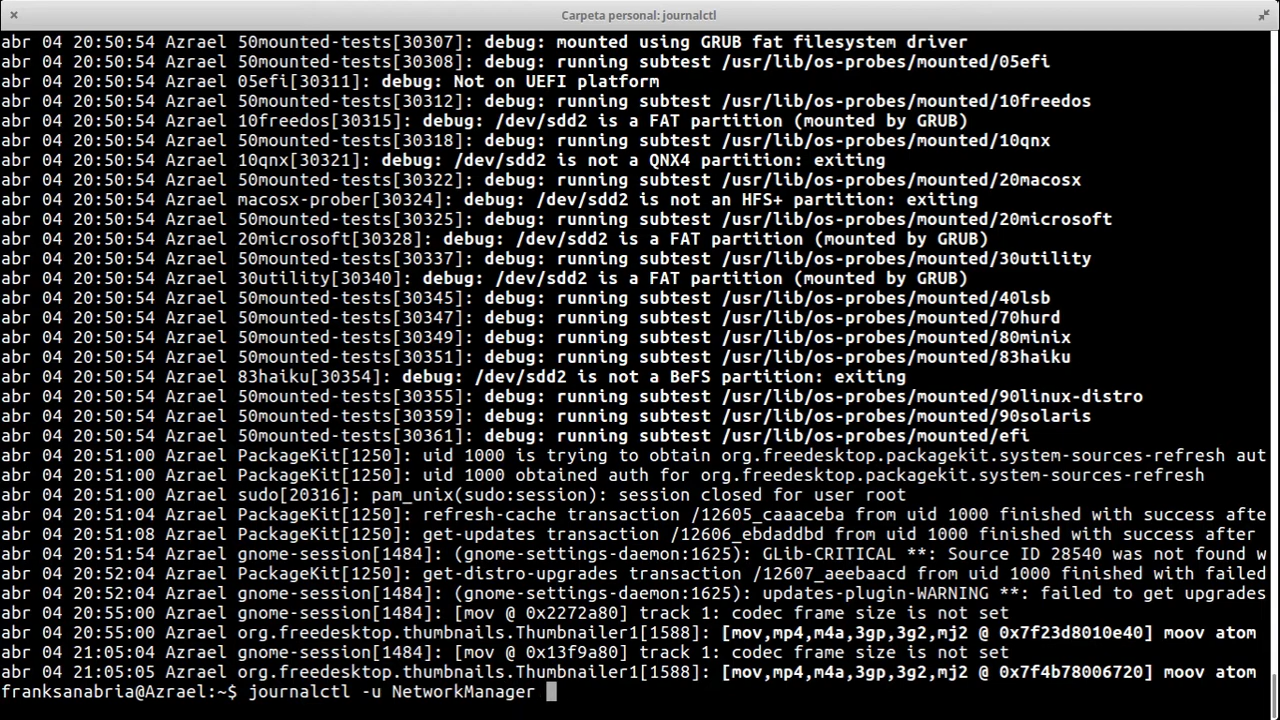 Carpeta personal: journalctl
abr 04 20:50:54 Azrael 50mounted-tests[30307]: debug: mounted using GRUB fat filesystem driver
abr 04 20:50:54 Azrael 50mounted-tests[30308]: debug: running subtest /usr/lib/os-probes/mounted/05efi
abr 04 20:50:54 Azrael 05efi[30311]: debug: Not on UEFI platform
abr 04 20:50:54 Azrael 50mounted-tests[30312]: debug: running subtest /usr/lib/os-probes/mounted/10freedos
abr 04 20:50:54 Azrael 10freedos[30315]: debug: /dev/sdd2 is a FAT partition (mounted by GRUB)
abr 04 20:50:54 Azrael 50mounted-tests[30318]: debug: running subtest /usr/lib/os-probes/mounted/10qnx
abr 04 20:50:54 Azrael 10qnx[30321]: debug: /dev/sdd2 is not a QNX4 partition: exiting
abr 04 20:50:54 Azrael 50mounted-tests[30322]: debug: running subtest /usr/lib/os-probes/mounted/20macosx
abr 04 20:50:54 Azrael macosx-prober[30324]: debug: /dev/sdd2 is not an HFS+ partition: exiting
abr 04 20:50:54 Azrael 50mounted-tests[30325]: debug: running subtest /usr/lib/os-probes/mounted/20microsoft
abr 04 20:50:54 Azrael 20microsoft[30328]: debug: /dev/sdd2 is a FAT partition (mounted by GRUB)
abr 04 20:50:54 Azrael 50mounted-tests[30337]: debug: running subtest /usr/lib/os-probes/mounted/30utility
abr 04 20:50:54 Azrael 30utility[30340]: debug: /dev/sdd2 is a FAT partition (mounted by GRUB)
abr 04 20:50:54 Azrael 50mounted-tests[30345]: debug: running subtest /usr/lib/os-probes/mounted/40lsb
abr 04 20:50:54 Azrael 50mounted-tests[30347]: debug: running subtest /usr/lib/os-probes/mounted/70hurd
abr 04 20:50:54 Azrael 50mounted-tests[30349]: debug: running subtest /usr/lib/os-probes/mounted/80minix
abr 04 20:50:54 Azrael 50mounted-tests[30351]: debug: running subtest /usr/lib/os-probes/mounted/83haiku
abr 04 20:50:54 Azrael 83haiku[30354]: debug: /dev/sdd2 is not a BeFS partition: exiting
abr 04 20:50:54 Azrael 50mounted-tests[30355]: debug: running subtest /usr/lib/os-probes/mounted/90linux-distro
abr 04 20:50:54 Azrael 50mounted-tests[30359]: debug: running subtest /usr/lib/os-probes/mounted/90solaris
abr 04 20:50:54 Azrael 50mounted-tests[30361]: debug: running subtest /usr/lib/os-probes/mounted/efi
abr 04 20:51:00 Azrael PackageKit[1250]: uid 1000 is trying to obtain org.freedesktop.packagekit.system-sources-refresh aut
abr 04 20:51:00 Azrael PackageKit[1250]: uid 1000 obtained auth for org.freedesktop.packagekit.system-sources-refresh
abr 04 20:51:00 Azrael sudo[20316]: pam_unix(sudo:session): session closed for user root
abr 04 20:51:04 Azrael PackageKit[1250]: refresh-cache transaction /12605_caaaceba from uid 1000 finished with success afte
abr 04 20:51:08 Azrael PackageKit[1250]: get-updates transaction /12606_ebdaddbd from uid 1000 finished with success after
abr 04 20:51:54 Azrael gnome-session[1484]: (gnome-settings-daemon:1625): GLib-CRITICAL **: Source ID 28540 was not found w
abr 04 20:52:04 Azrael PackageKit[1250]: get-distro-upgrades transaction /12607_aeebaacd from uid 1000 finished with failed
abr 04 20:52:04 Azrael gnome-session[1484]: (gnome-settings-daemon:1625): updates-plugin-WARNING **: failed to get upgrades
abr 04 20:55:00 Azrael gnome-session[1484]: [mov @ 0x2272a80] track 1: codec frame size is not set
abr 04 20:55:00 Azrael org.freedesktop.thumbnails.Thumbnailer1[1588]: [mov,mp4,m4a,3gp,3g2,mj2 @ 0x7f23d8010e40] moov atom
abr 04 21:05:04 Azrael gnome-session[1484]: [mov @ 0x13f9a80] track 1: codec frame size is not set
abr 04 21:05:05 Azrael org.freedesktop.thumbnails.Thumbnailer1[1588]: [mov,mp4,m4a,3gp,3g2,mj2 @ 0x7f4b78006720] moov atom
franksanabria@Azrael:~$ journalctl -u NetworkManager